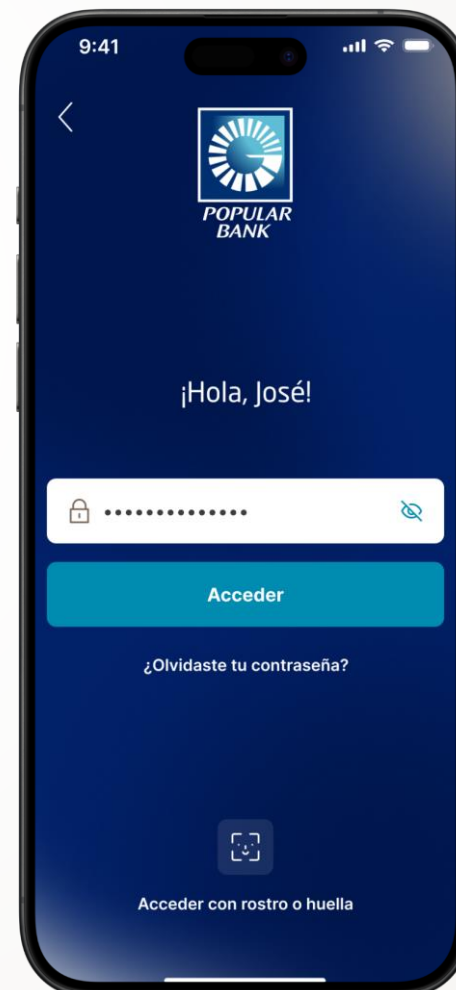 9:41
POPULAR
BANK
¡Hola, José!
••••••••••••••
Acceder
¿Olvidaste tu contraseña?
Acceder con rostro o huella